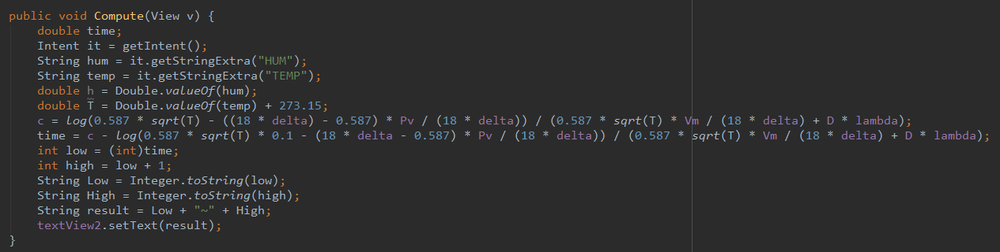 public void Compute(View v) {
    double time;
    Intent it = getIntent();
    String hum = it.getStringExtra("HUM");
    String temp = it.getStringExtra("TEMP");
    double h = Double.valueOf(hum);
    double T = Double.valueOf(temp) + 273.15;
    c = log(0.587 * sqrt(T) - ((18 * delta) - 0.587) * Pv / (18 * delta)) / (0.587 * sqrt(T) * Vm / (18 * delta) + D * lambda);
    time = c - log(0.587 * sqrt(T) * 0.1 - (18 * delta - 0.587) * Pv / (18 * delta)) / (0.587 * sqrt(T) * Vm / (18 * delta) + D * lambda);
    int low = (int)time;
    int high = low + 1;
    String Low = Integer.toString(low);
    String High = Integer.toString(high);
    String result = Low + "~" + High;
    textView2.setText(result);
}